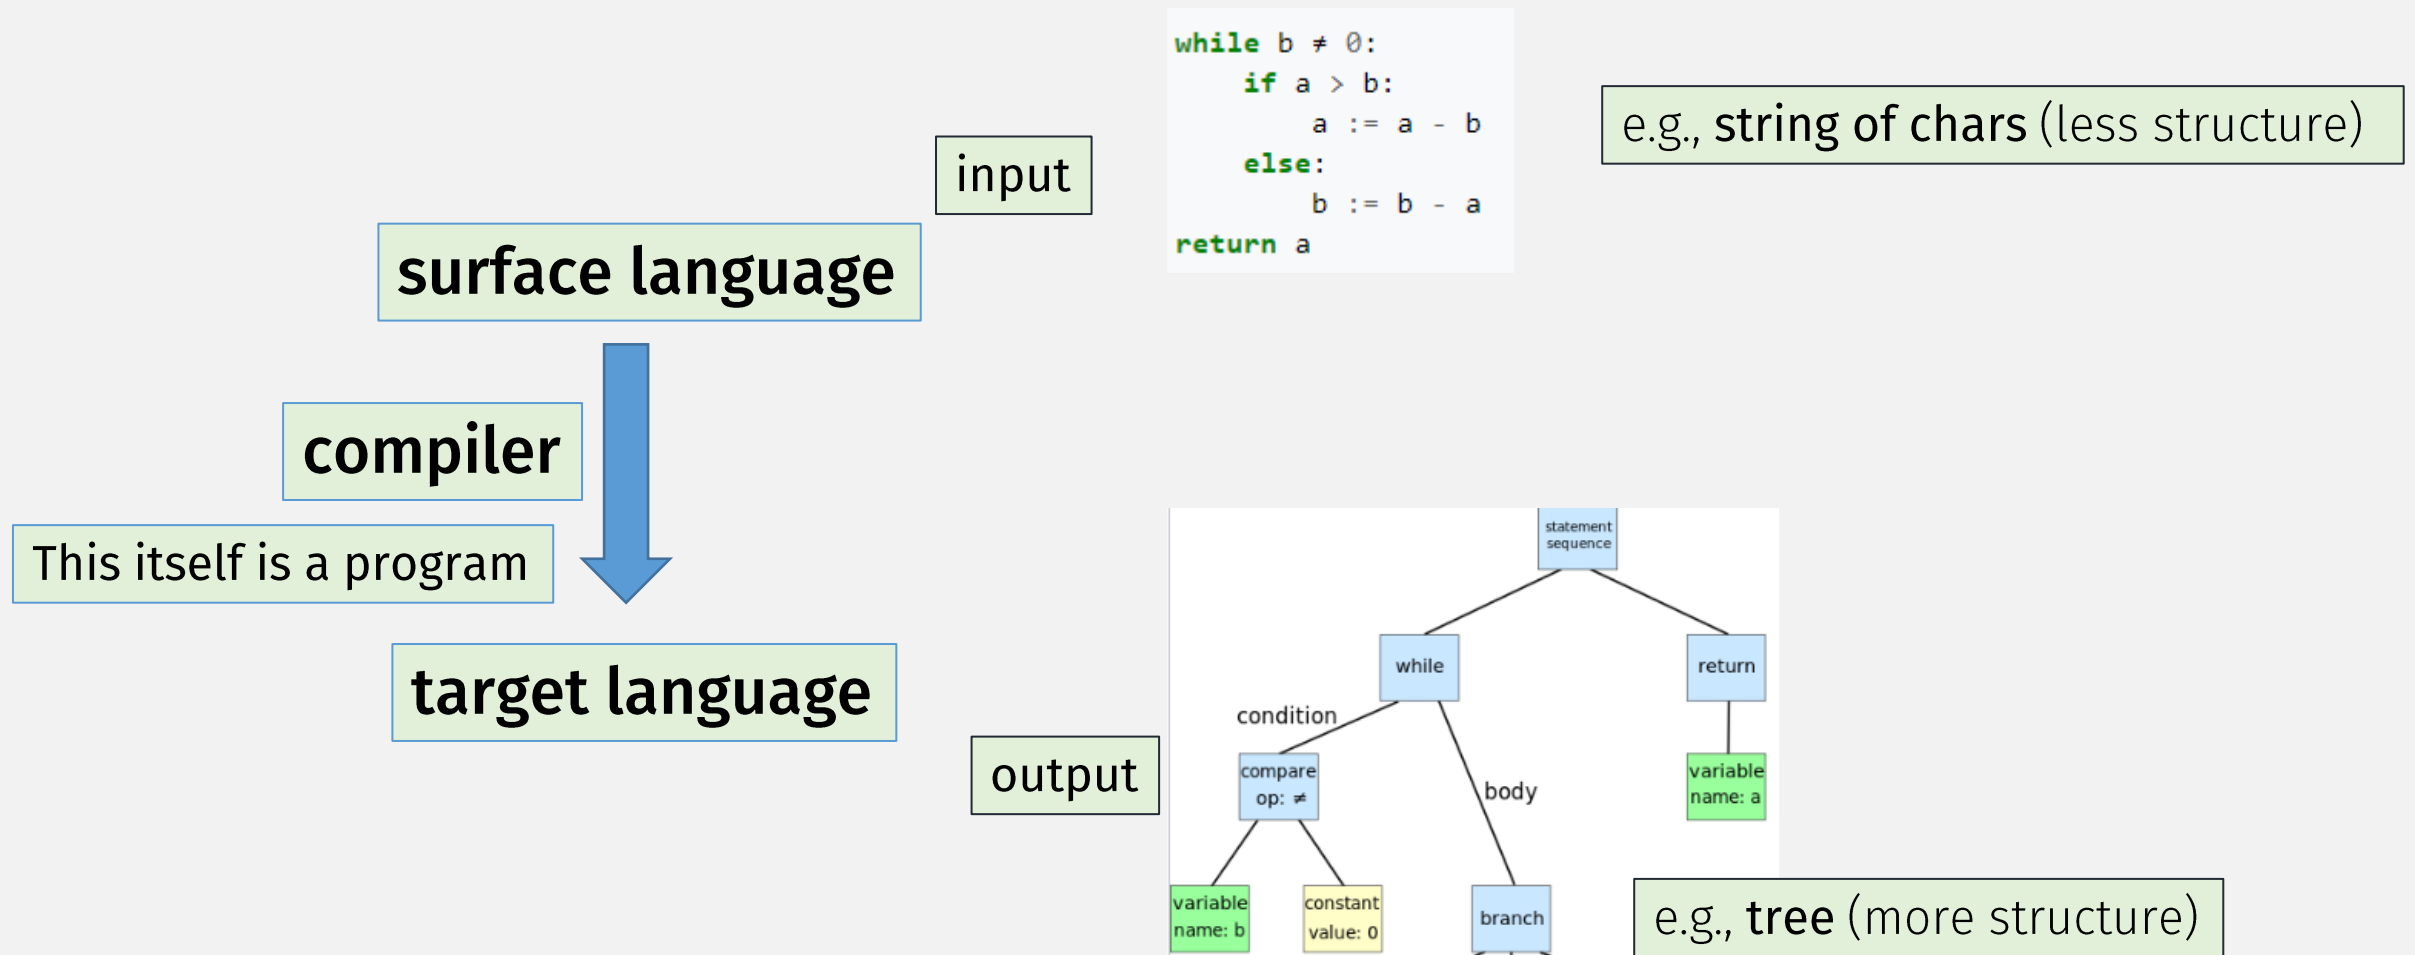 while b ≠ 0:
if a > b:
a := a - b
else:
b := b - a
return a
e.g., string of chars (less structure)
input
surface language
compiler
This itself is a program
target language
output
statement
sequence
while
return
condition
compare
op: ≠
body
variable
name: a
variable
name: b
constant
value: 0
branch
e.g., tree (more structure)